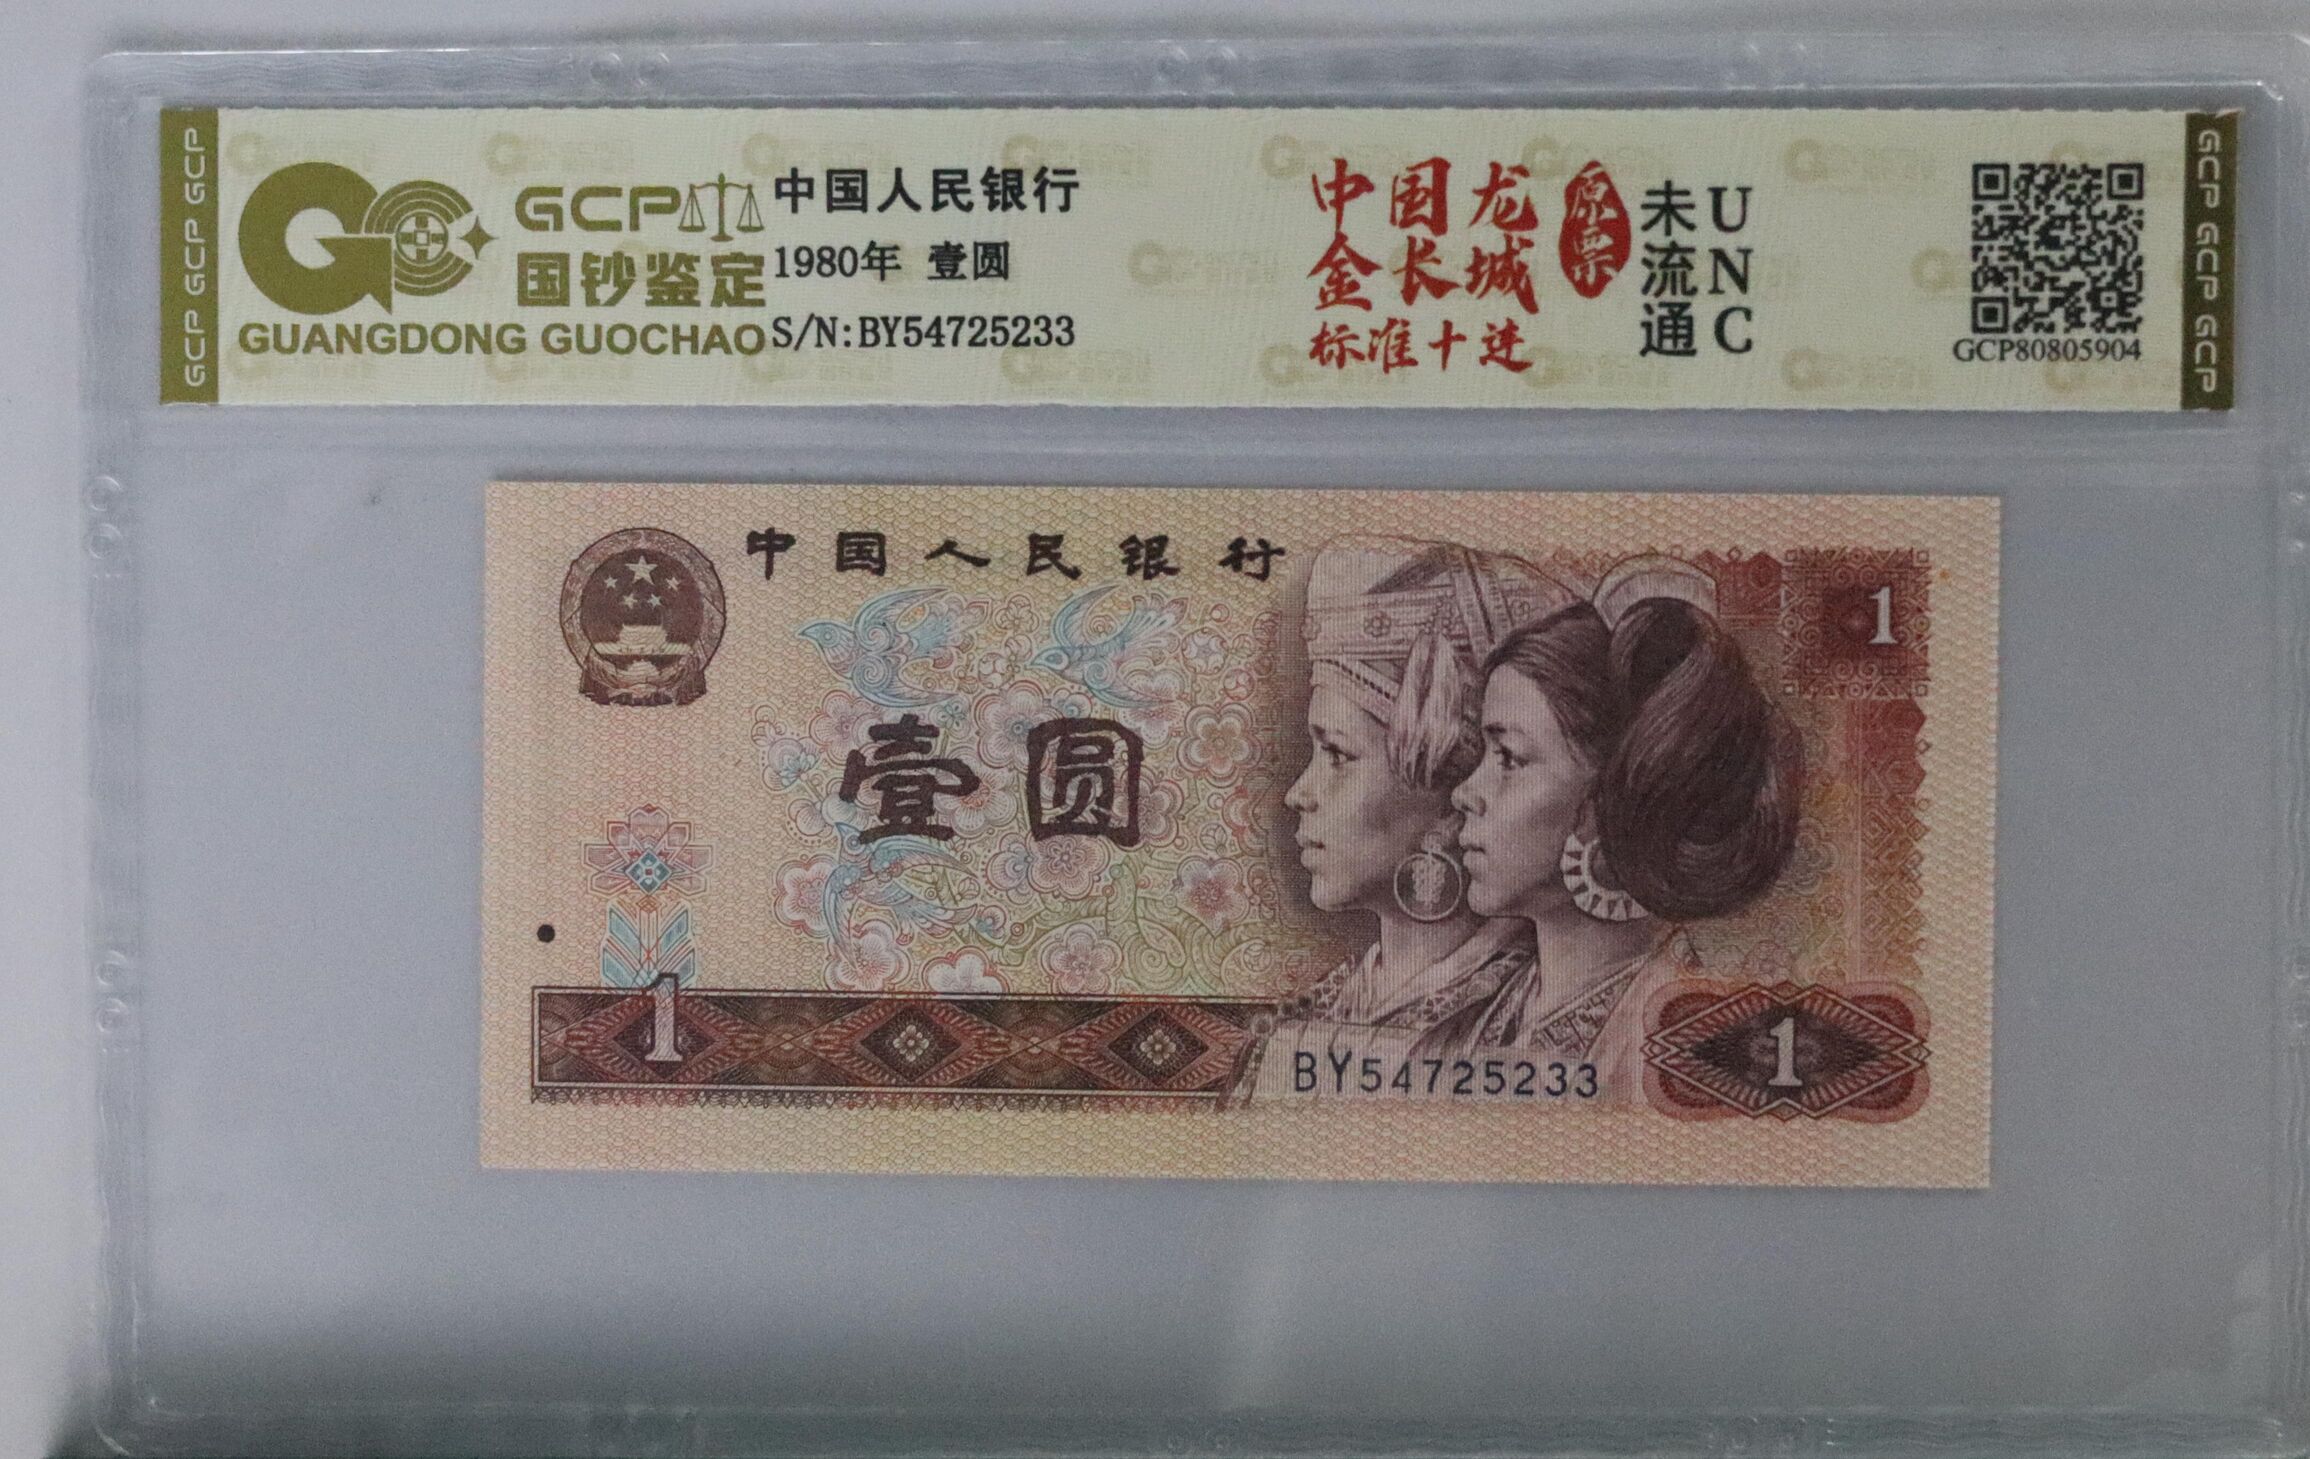 GCP GCP GCP
GCP
国钞鉴定
GUANGDONG GUOCHAO
中国人民银行
1980年 壹圆
S/N:BY54725233
中国龙
金长城
标准十连
原票
未流通
UNC
GCP80805904
GCP GCP GCP
中国人民银行
1
壹圆
1
BY54725233
1